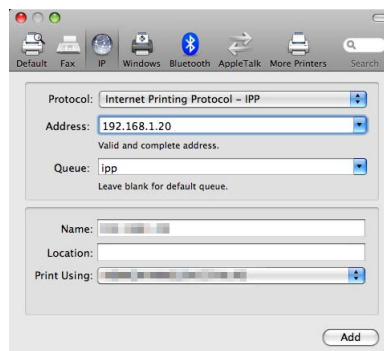 Default Fax IP Windows Bluetooth AppleTalk More Printers Search
Protocol: Internet Printing Protocol – IPP
Address: 192.168.1.20
Valid and complete address.
Queue: ipp
Leave blank for default queue.
Name:
Location:
Print Using:
Add